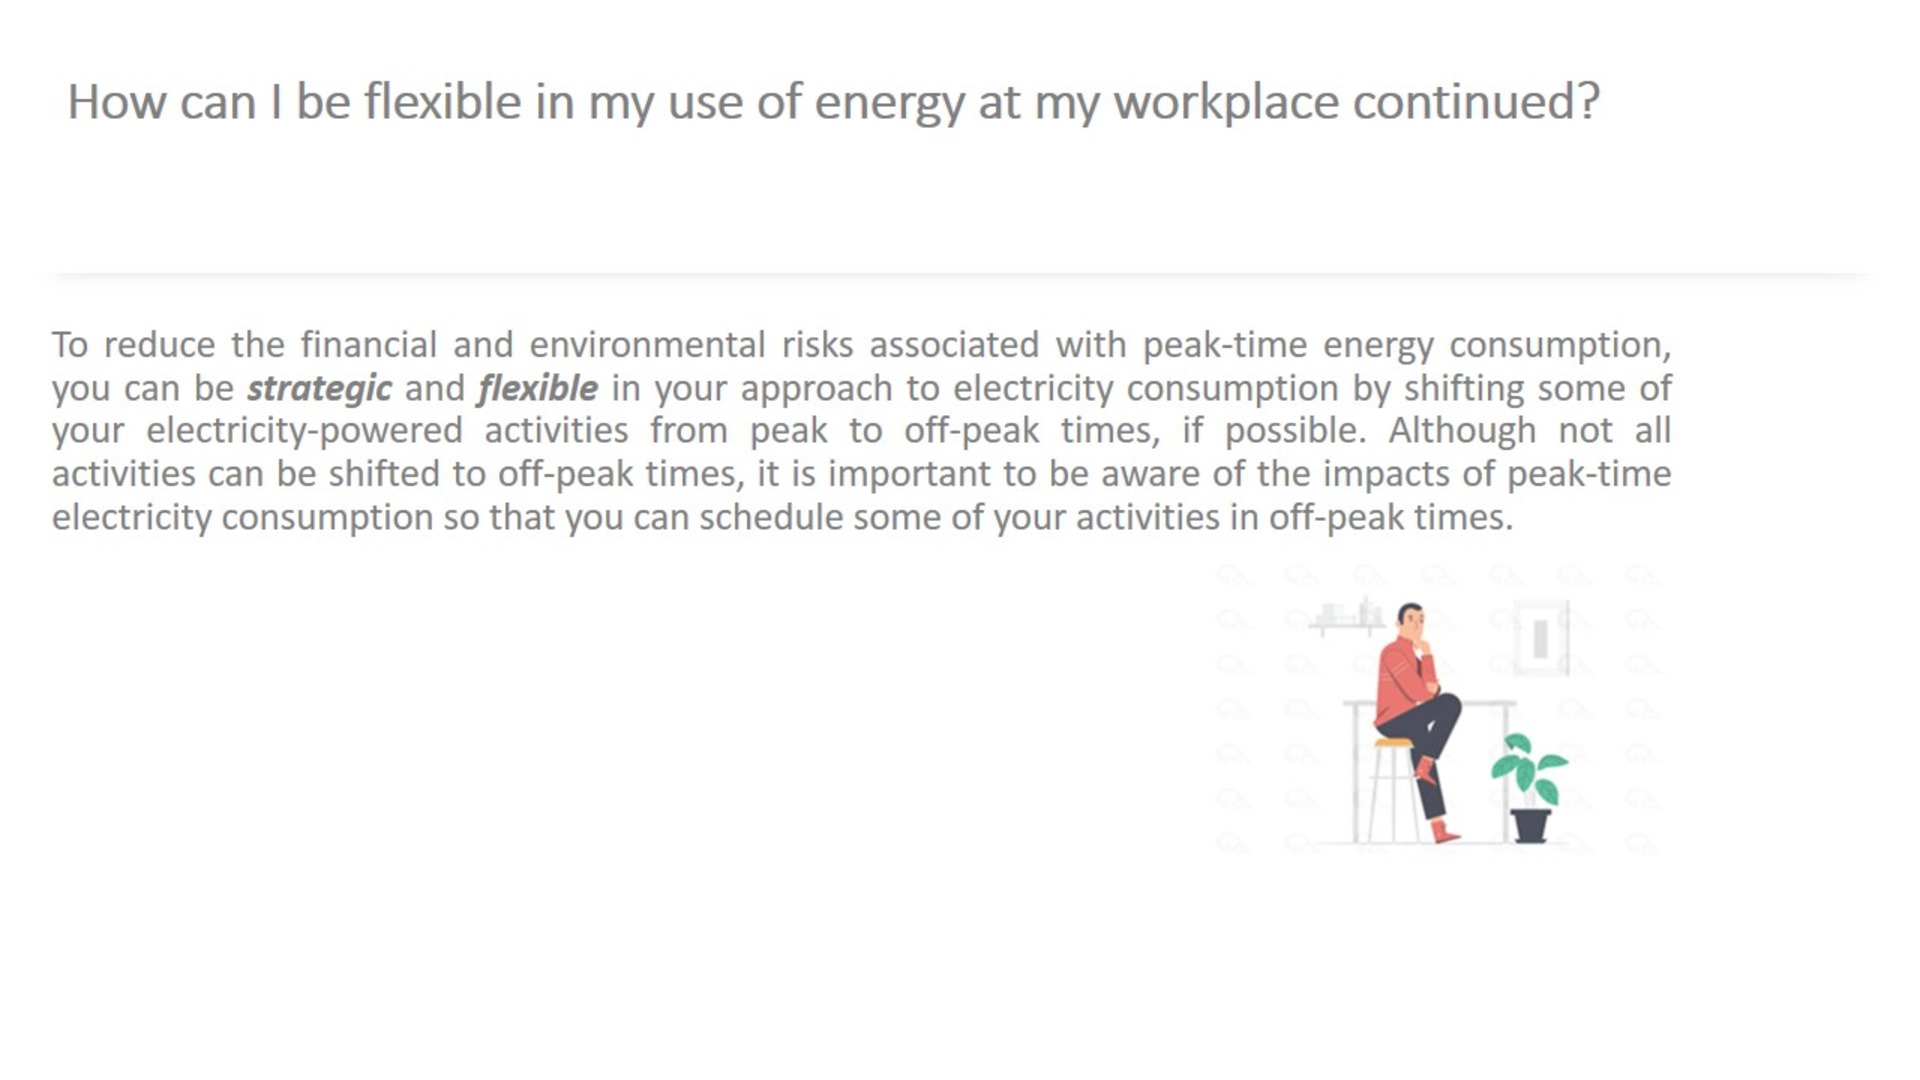 How can I be flexible in my use of energy at my workplace continued?
To reduce the financial and environmental risks associated with peak-time energy consumption,
you can be strategic and flexible in your approach to electricity consumption by shifting some of
your electricity-powered activities from peak to off-peak times, if possible. Although not all
activities can be shifted to off-peak times, it is important to be aware of the impacts of peak-time
electricity consumption so that you can schedule some of your activities in off-peak times.